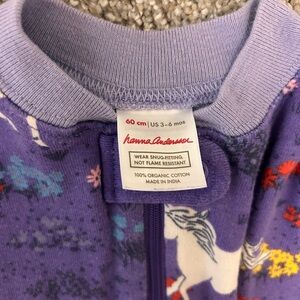 60 cm | US 3-6 mos
hanna andersson
WEAR SNUG-FITTING,
NOT FLAME RESISTANT
100% ORGANIC COTTON
MADE IN INDIA